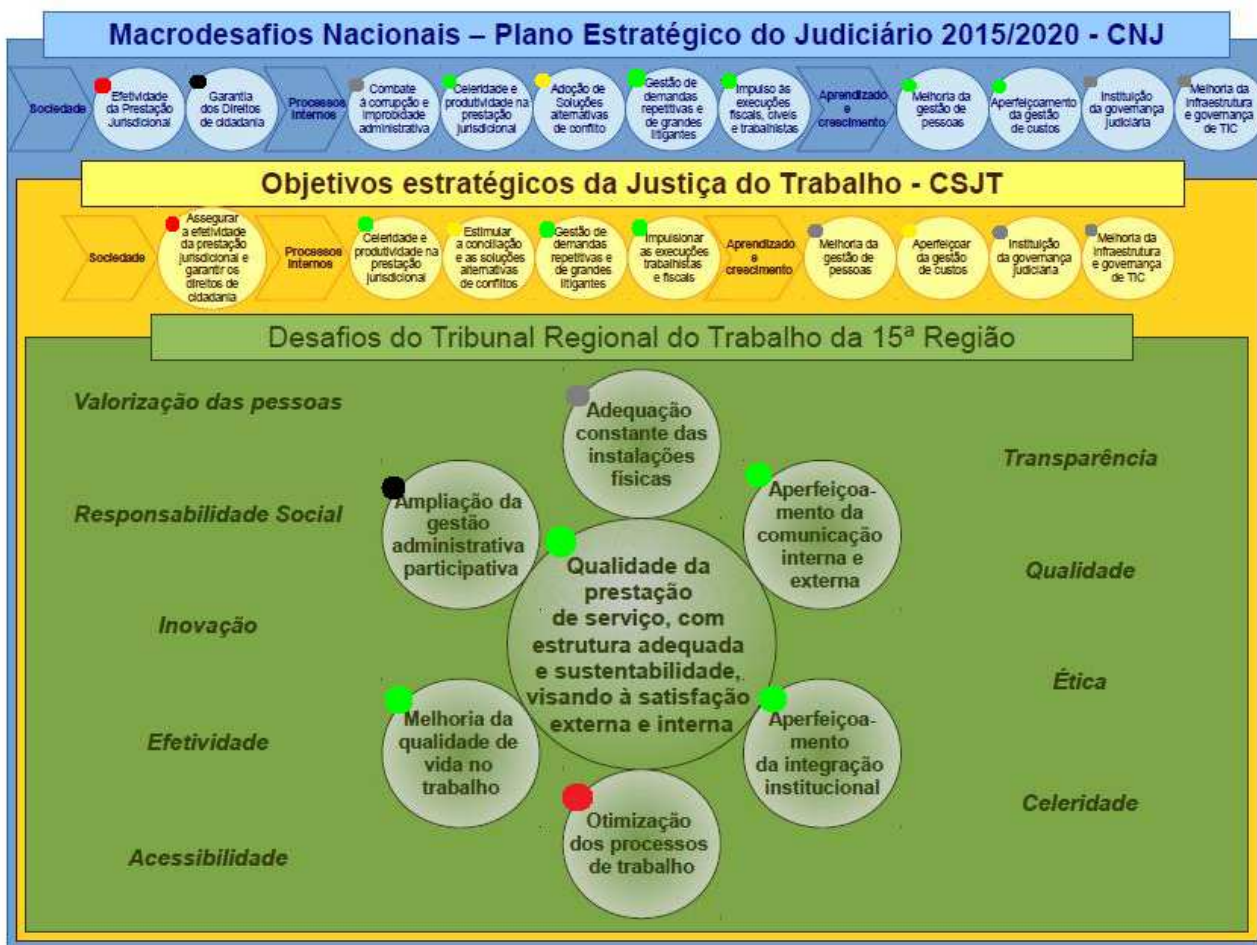 Macrodesafios Nacionais – Plano Estratégico do Judiciário 2015/2020 - CNJ
Sociedade
Efetividade
da Prestação
Jurisdicional
Garantia
dos Direitos
de cidadania
Processos
Internos
Combate
à corrupção e
improbidade
administrativa
Celeridade e
produtividade na
prestação
jurisdicional
Adoção de
Soluções
alternativas
de conflito
Gestão de
demandas
repetitivas e
de grandes
litigantes
Impulso às
execuções
fiscais, cíveis
e trabalhistas
Aprendizado
e
crescimento
Melhoria da
gestão de
pessoas
Aperfeiçoamento
da gestão
de custos
Instituição
da governança
judiciária
Melhoria da
Infraestrutura
e governança
de TIC
Objetivos estratégicos da Justiça do Trabalho - CSJT
Sociedade
Assegurar
a efetividade
da prestação
jurisdicional e
garantir os
direitos de
cidadania
Processos
Internos
Celeridade e
produtividade na
prestação
jurisdicional
Estimular
a conciliação
e as soluções
alternativas
de conflitos
Gestão de
demandas
repetitivas e
de grandes
litigantes
Impulsionar
as execuções
trabalhistas
e fiscais
Aprendizado
e
crescimento
Melhoria da
gestão de
pessoas
Aperfeiçoar
da gestão
de custos
Instituição
da governança
judiciária
Melhoria da
Infraestrutura
e governança
de TIC
Desafios do Tribunal Regional do Trabalho da 15ª Região
Valorização das pessoas
Responsabilidade Social
Inovação
Efetividade
Acessibilidade
Adequação
constante das
instalações
físicas
Ampliação da
gestão
administrativa
participativa
Aperfeiçoa-
mento da
comunicação
interna e
externa
Qualidade da
prestação
de serviço, com
estrutura adequada
e sustentabilidade,
visando à satisfação
externa e interna
Melhoria da
qualidade de
vida no
trabalho
Aperfeiçoa-
mento
da integração
institucional
Otimização
dos processos
de trabalho
Transparência
Qualidade
Ética
Celeridade